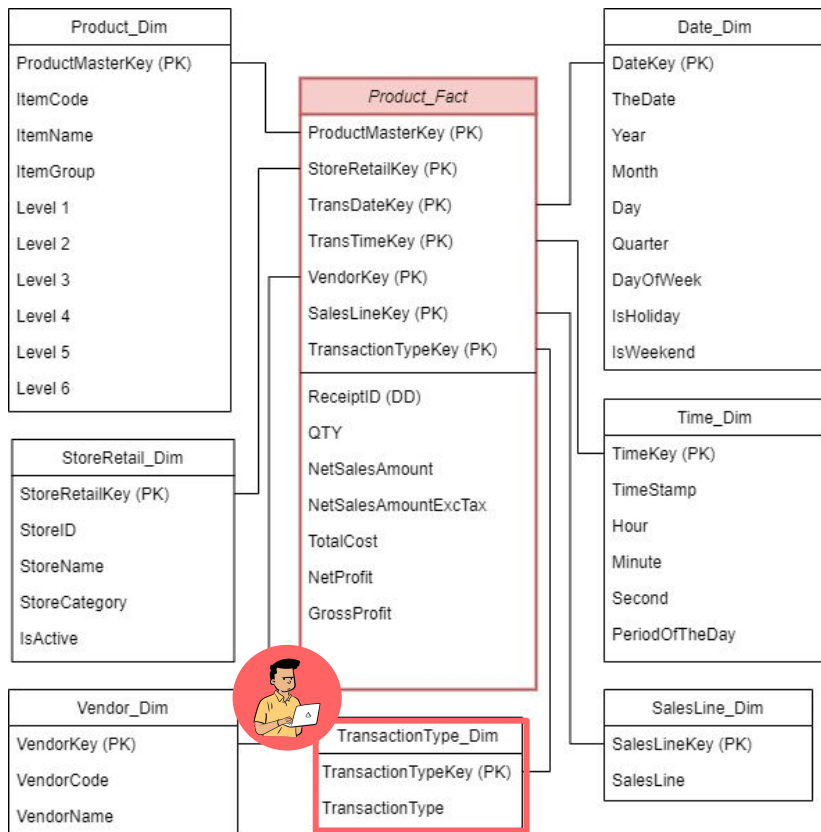 Product_Dim
ProductMasterKey (PK)
ItemCode
ItemName
ItemGroup
Level 1
Level 2
Level 3
Level 4
Level 5
Level 6
StoreRetail_Dim
StoreRetailKey (PK)
StoreID
StoreName
StoreCategory
IsActive
Vendor_Dim
VendorKey (PK)
VendorCode
VendorName
Product_Fact
ProductMasterKey (PK)
StoreRetailKey (PK)
TransDateKey (PK)
TransTimeKey (PK)
VendorKey (PK)
SalesLineKey (PK)
TransactionTypeKey (PK)
ReceiptID (DD)
QTY
NetSalesAmount
NetSalesAmountExcTax
TotalCost
NetProfit
GrossProfit
TransactionType_Dim
TransactionTypeKey (PK)
TransactionType
Date_Dim
DateKey (PK)
TheDate
Year
Month
Day
Quarter
DayOfWeek
IsHoliday
IsWeekend
Time_Dim
TimeKey (PK)
TimeStamp
Hour
Minute
Second
PeriodOfTheDay
SalesLine_Dim
SalesLineKey (PK)
SalesLine